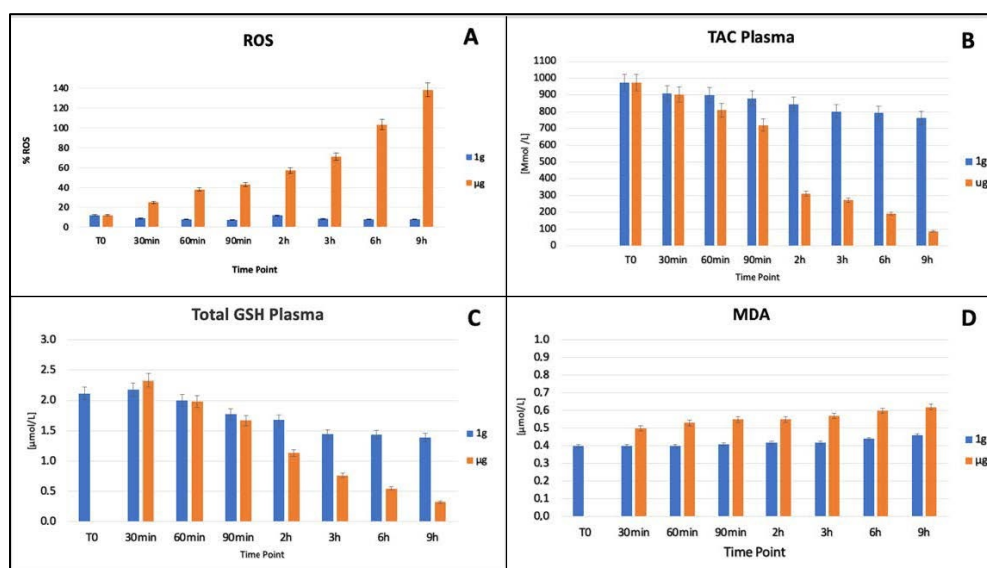 ROS
A
140
120
100
80
60
40
20
0
% ROS
T0 30min 60min 90min 2h 3h 6h 9h
Time Point
1g
µg
TAC Plasma
B
1100
1000
900
800
700
600
500
400
300
200
100
0
[Mmol /L]
T0 30min 60min 90min 2h 3h 6h 9h
Time Point
1g
ug
Total GSH Plasma
C
3.0
2.5
2.0
1.5
1.0
0.5
0.0
[µmol/L]
T0 30min 60min 90min 2h 3h 6h 9h
Time Point
1g
µg
MDA
D
1.0
0.9
0.8
0.7
0.6
0.5
0.4
0.3
0.2
0.1
0,0
[µmol/L]
T0 30min 60min 90min 2h 3h 6h 9h
Time Point
1g
µg